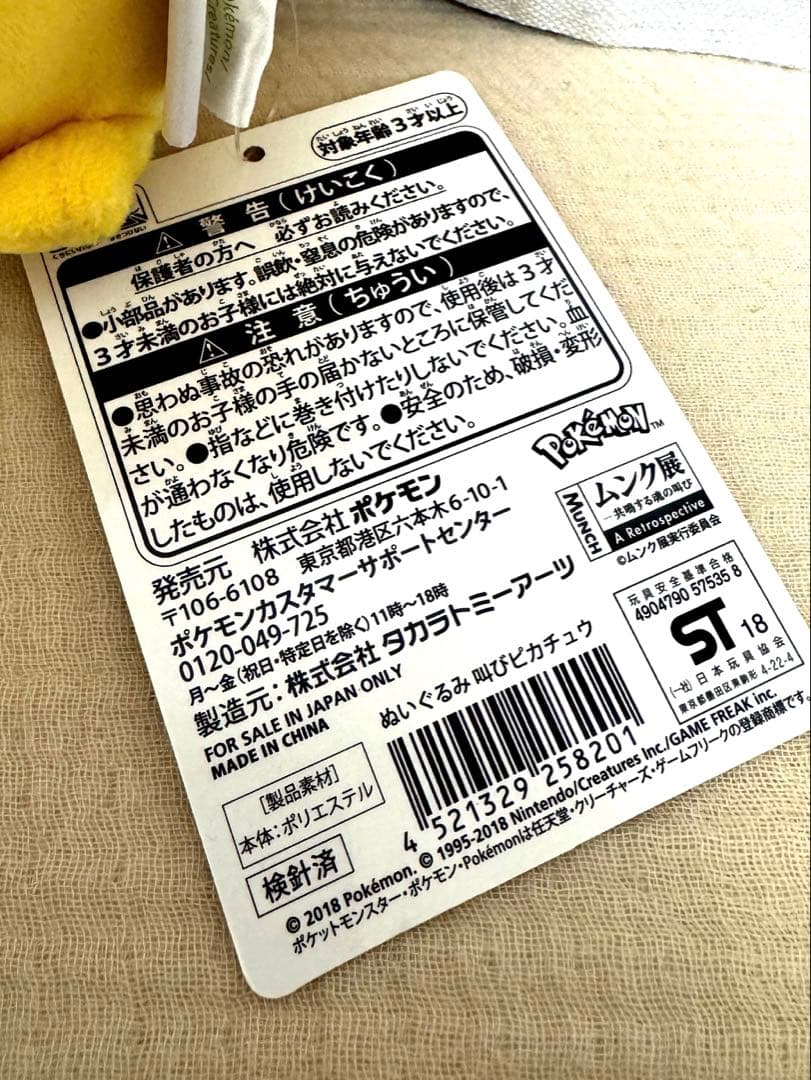 Pokémon/
Creatures/
対象年齢3才以上
警告(けいこく)
保護者の方へ 必ずお読みください。
●小部品があります。誤飲・窒息の危険がありますので、
3才未満のお子様には絶対に与えないでください。
注意(ちゅうい)
●思わぬ事故の恐れがありますので、使用後は3才
未満のお子様の手の届かないところに保管してくだ
さい。●指などに巻き付けたりしないでください。血
が通わなくなり危険です。●安全のため、破損・変形
したものは、使用しないでください。
POKéMON™
発売元 株式会社ポケモン
〒106-6108 東京都港区六本木6-10-1
ポケモンカスタマーサポートセンター
0120-049-725
月〜金(祝日・特定日を除く)11時〜18時
製造元:株式会社タカラトミーアーツ
FOR SALE IN JAPAN ONLY
MADE IN CHINA
MUNCH
ムンク展
—共鳴する魂の叫び
A Retrospective
©ムンク展実行委員会
玩具安全基準合格
4904790 57535 8
ST 18
(一社)日本玩具協会
東京都墨田区東駒形 4-22-4
ぬいぐるみ 叫びピカチュウ
4 521329 258201
[製品素材]
本体:ポリエステル
検針済
© 2018 Pokémon. © 1995-2018 Nintendo/Creatures Inc./GAME FREAK inc.
ポケットモンスター・ポケモン・Pokémonは任天堂・クリーチャーズ・ゲームフリークの登録商標です。